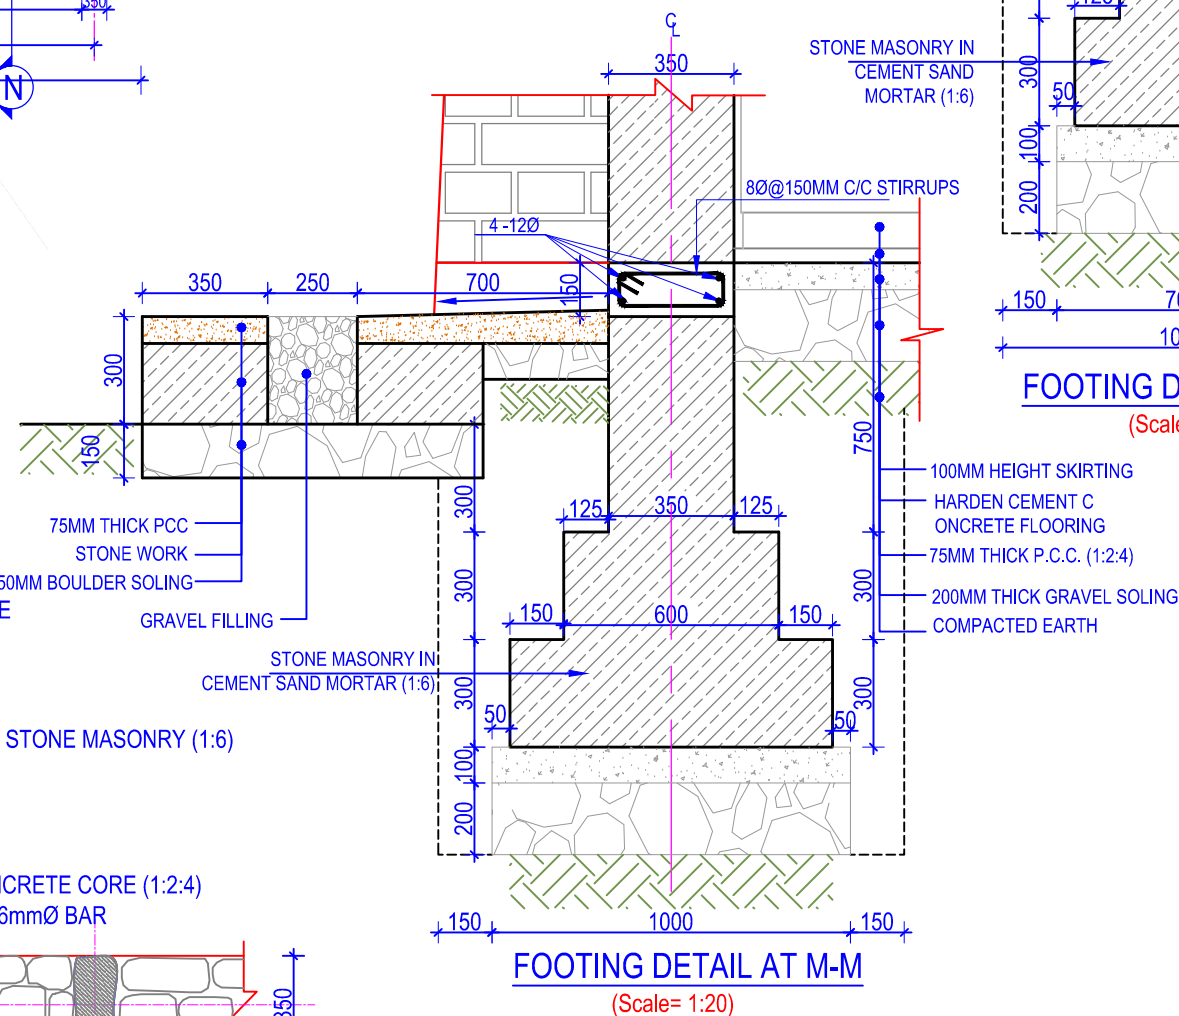 350
N
C
L
350
STONE MASONRY IN
CEMENT SAND
MORTAR (1:6)
300
50
100
200
150
FOOTING D
8Ø@150MM C/C STIRRUPS
4 -12Ø
350
250
700
150
300
150
750
100MM HEIGHT SKIRTING
HARDEN CEMENT C
ONCRETE FLOORING
75MM THICK P.C.C. (1:2:4)
200MM THICK GRAVEL SOLING
COMPACTED EARTH
75MM THICK PCC
STONE WORK
50MM BOULDER SOLING
E
GRAVEL FILLING
300
125
350
125
300
300
150
600
150
STONE MASONRY IN
CEMENT SAND MORTAR (1:6)
300
300
50
50
STONE MASONRY (1:6)
100
200
NCRETE CORE (1:2:4)
6mmØ BAR
150
1000
150
FOOTING DETAIL AT M-M
(Scale= 1:20)
350